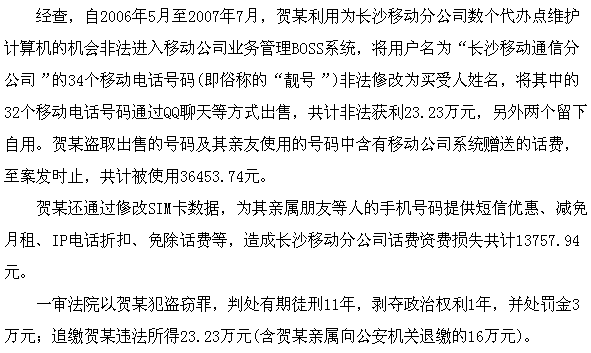 经查，自2006年5月至2007年7月，贺某利用为长沙移动分公司数个代办点维护
计算机的机会非法进入移动公司业务管理BOSS系统，将用户名为“长沙移动通信分
公司”的34个移动电话号码(即俗称的“靓号”)非法修改为买受人姓名，将其中的
32个移动电话号码通过QQ聊天等方式出售，共计非法获利23.23万元，另外两个留下
自用。贺某盗取出售的号码及其亲友使用的号码中含有移动公司系统赠送的话费，
至案发时止，共计被使用36453.74元。
贺某还通过修改SIM卡数据，为其亲属朋友等人的手机号码提供短信优惠、减免
月租、IP电话折扣、免除话费等，造成长沙移动分公司话费资费损失共计13757.94
元。
一审法院以贺某犯盗窃罪，判处有期徒刑11年，剥夺政治权利1年，并处罚金3
万元；追缴贺某违法所得23.23万元(含贺某亲属向公安机关退缴的16万元)。